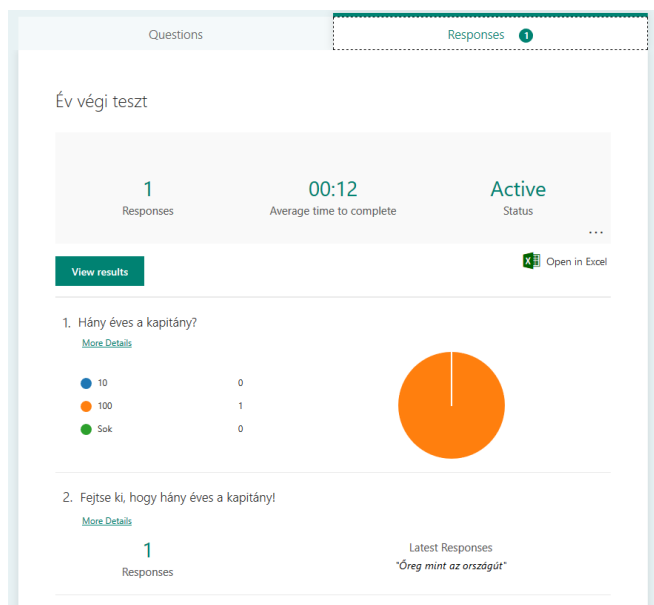 Questions
Responses 1
Év végi teszt
1 00:12 Active
Responses Average time to complete Status
...
View results
Open in Excel
1. Hány éves a kapitány?
More Details
10 0
100 1
Sok 0
2. Fejtse ki, hogy hány éves a kapitány!
More Details
1
Responses
Latest Responses
"Őreg mint az országút"